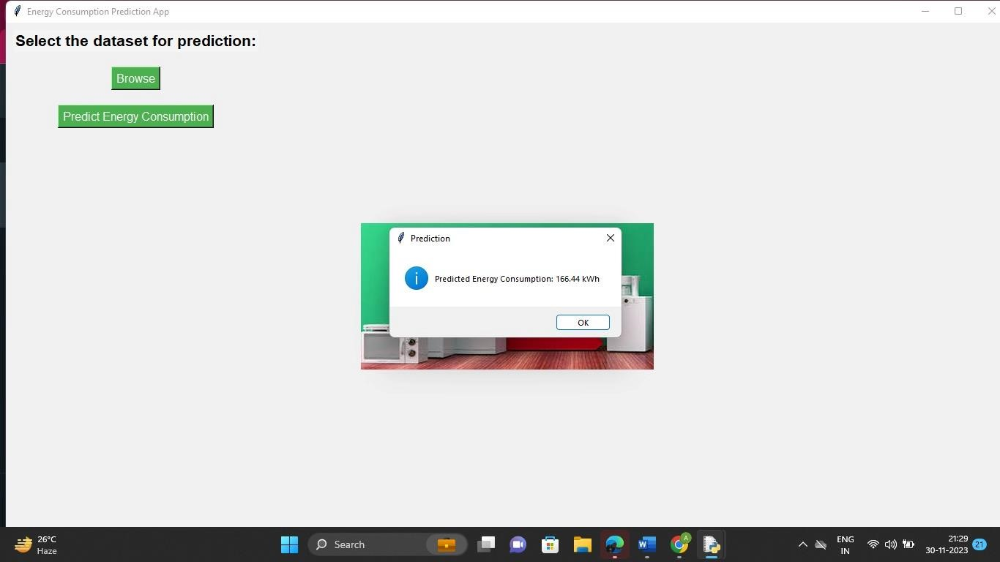 Energy Consumption Prediction App
Select the dataset for prediction:
Browse
Predict Energy Consumption
Prediction
Predicted Energy Consumption: 166.44 kWh
OK
26°C
Haze
Search
A
ENG
IN
21:29
30-11-2023
21